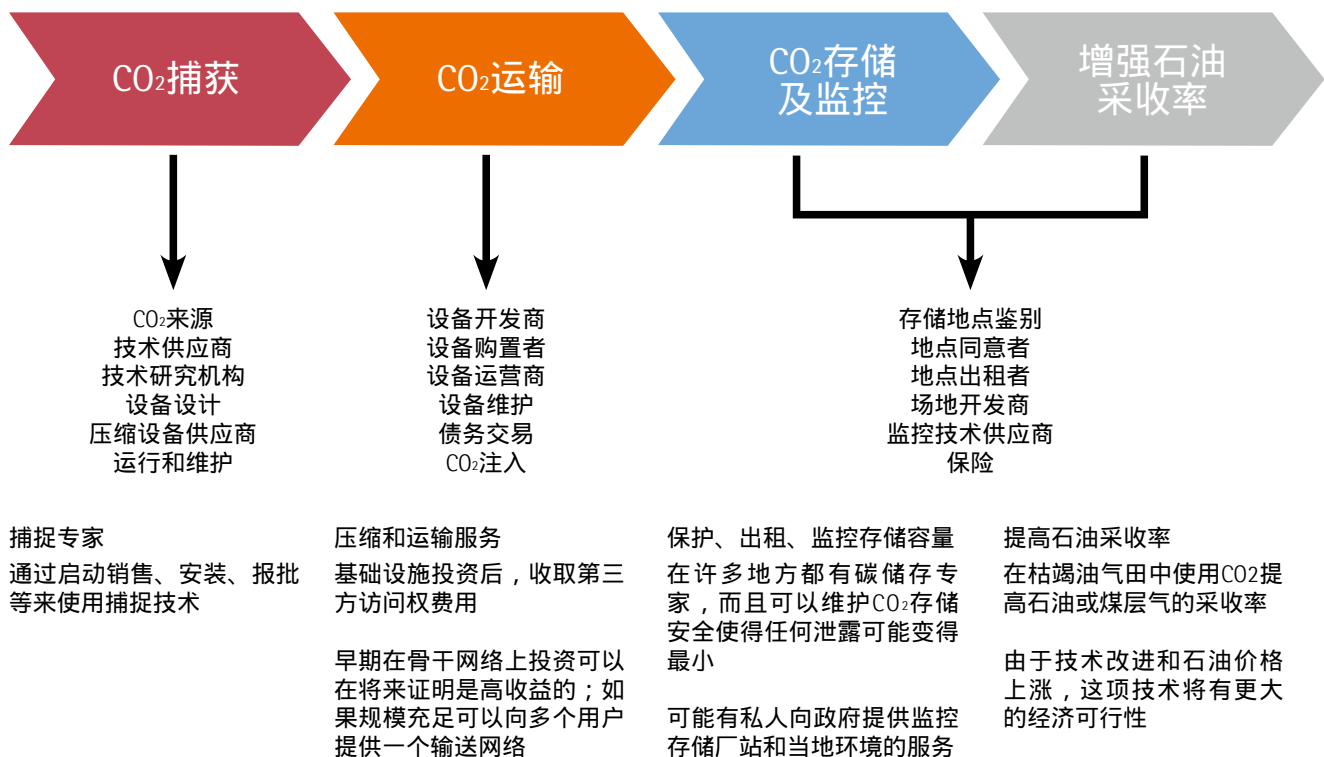 CO₂捕获
CO₂运输
CO₂存储
及监控
增强石油
采收率
CO₂来源
技术供应商
技术研究机构
设备设计
压缩设备供应商
运行和维护
设备开发商
设备购置者
设备运营商
设备维护
债务交易
CO₂注入
存储地点鉴别
地点同意者
地点出租者
场地开发商
监控技术供应商
保险
捕捉专家
通过启动销售、安装、报批
等来使用捕捉技术
压缩和运输服务
基础设施投资后，收取第三
方访问权费用
早期在骨干网络上投资可以
在将来证明是高收益的；如
果规模充足可以向多个用户
提供一个输送网络
保护、出租、监控存储容量
在许多地方都有碳储存专
家，而且可以维护CO₂存储
安全使得任何泄露可能变得
最小
可能有私人向政府提供监控
存储厂站和当地环境的服务
提高石油采收率
在枯竭油气田中使用CO2提
高石油或煤层气的采收率
由于技术改进和石油价格
上涨，这项技术将有更大
的经济可行性